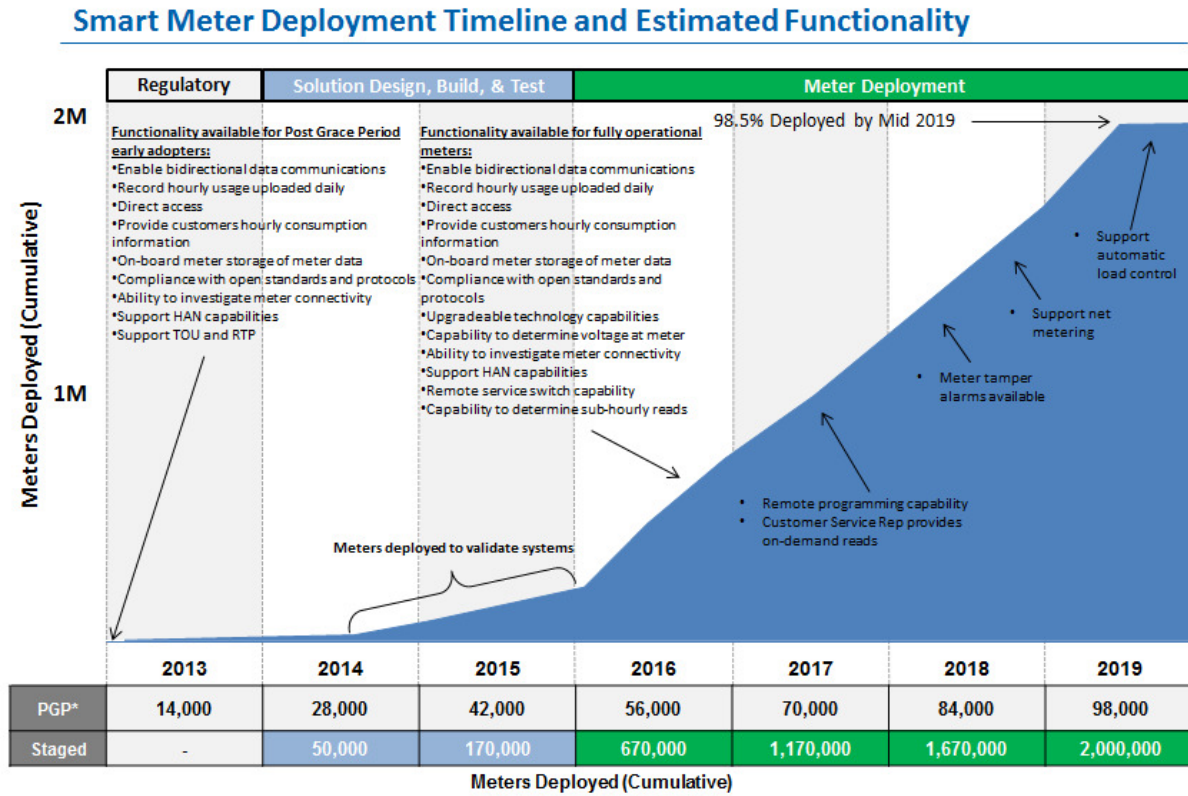 Smart Meter Deployment Timeline and Estimated Functionality
Regulatory
Solution Design, Build, & Test
Meter Deployment
2M
1M
Meters Deployed (Cumulative)
98.5% Deployed by Mid 2019
Functionality available for Post Grace Period
early adopters:
•Enable bidirectional data communications
•Record hourly usage uploaded daily
•Direct access
•Provide customers hourly consumption
information
•On-board meter storage of meter data
•Compliance with open standards and protocols
•Ability to investigate meter connectivity
•Support HAN capabilities
•Support TOU and RTP
Functionality available for fully operational
meters:
•Enable bidirectional data communications
•Record hourly usage uploaded daily
•Direct access
•Provide customers hourly consumption
information
•On-board meter storage of meter data
•Compliance with open standards and
protocols
•Upgradeable technology capabilities
•Capability to determine voltage at meter
•Ability to investigate meter connectivity
•Support HAN capabilities
•Remote service switch capability
•Capability to determine sub-hourly reads
Meters deployed to validate systems
• Remote programming capability
• Customer Service Rep provides
on-demand reads
• Meter tamper
alarms available
• Support net
metering
• Support
automatic
load control
2013 2014 2015 2016 2017 2018 2019
PGP* 14,000 28,000 42,000 56,000 70,000 84,000 98,000
Staged - 50,000 170,000 670,000 1,170,000 1,670,000 2,000,000
Meters Deployed (Cumulative)